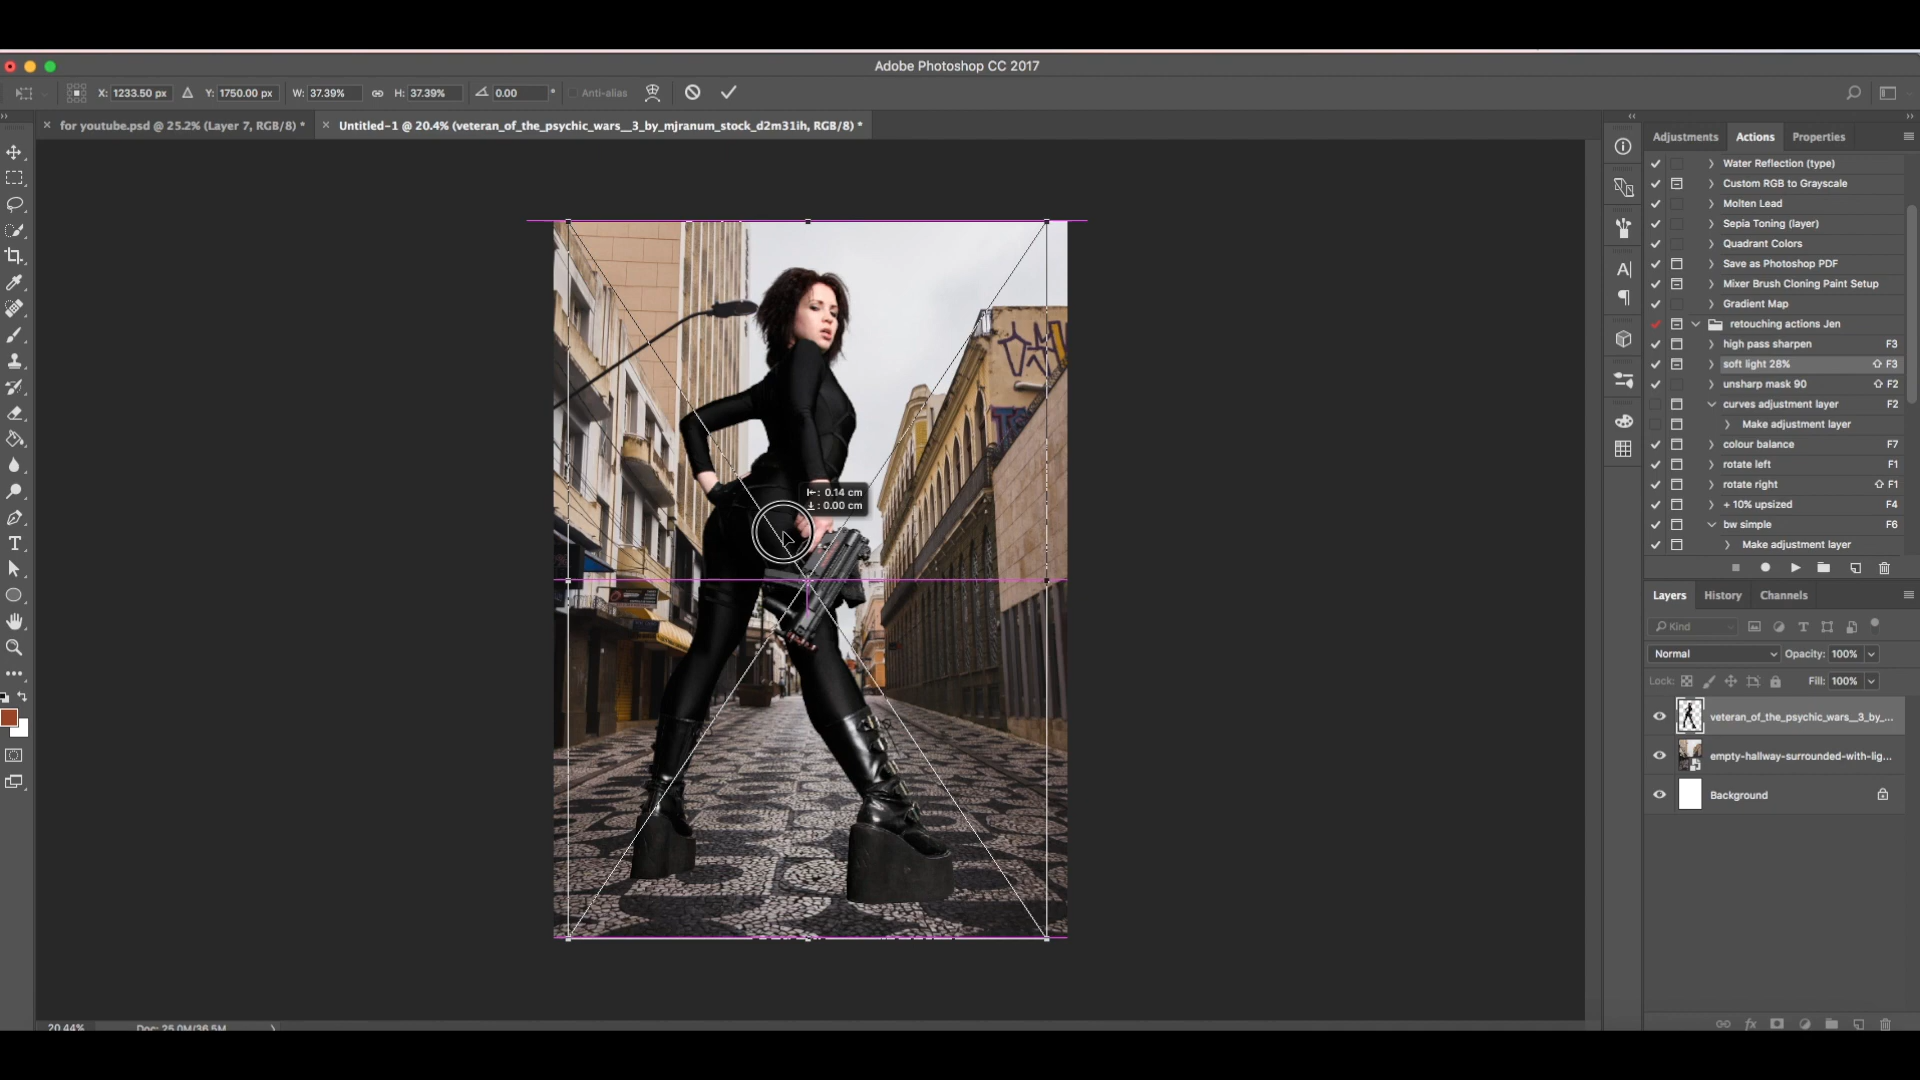 Adobe Photoshop CC 2017
X: 1233.50 px Y: 1750.00 px W: 37.39% H: 37.39% 0.00 ° Anti-alias
× for youtube.psd @ 25.2% (Layer 7, RGB/8) * × Untitled-1 @ 20.4% (veteran_of_the_psychic_wars__3_by_mjranum_stock_d2m31ih, RGB/8) *
Adjustments Actions Properties
Water Reflection (type)
Custom RGB to Grayscale
Molten Lead
Sepia Toning (layer)
Quadrant Colors
Save as Photoshop PDF
Mixer Brush Cloning Paint Setup
Gradient Map
retouching actions Jen
high pass sharpen F3
soft light 28% F3
unsharp mask 90 F2
curves adjustment layer F2
Make adjustment layer
colour balance F7
rotate left F1
rotate right F1
+ 10% upsized F4
bw simple F6
Make adjustment layer
: 0.14 cm
: 0.00 cm
Layers History Channels
Kind
Normal Opacity: 100%
Lock: Fill: 100%
veteran_of_the_psychic_wars__3_by_...
empty-hallway-surrounded-with-lig...
Background
20.44% Doc: 25.0M/36.5M